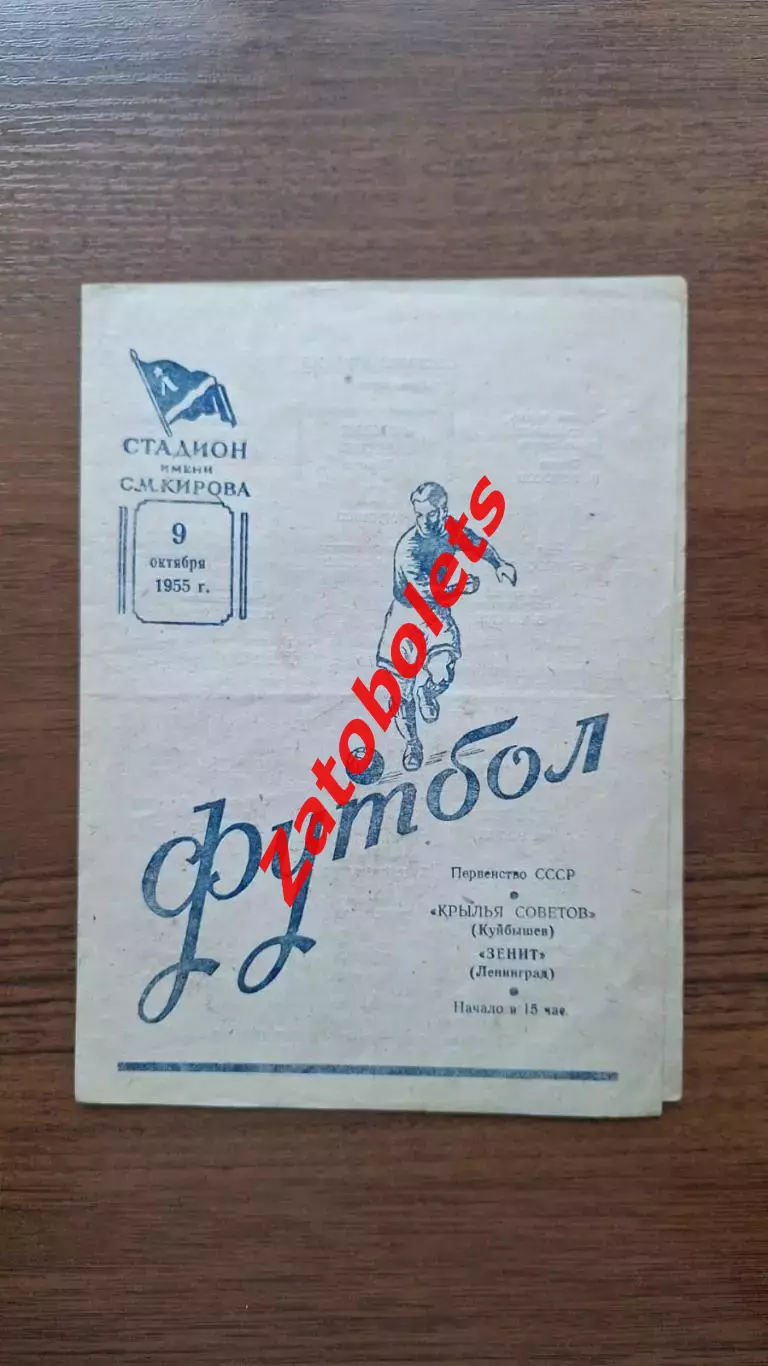 СТАДИОН
ИМЕНИ
С.М.КИРОВА
9
октября
1955 г.
Zatobolets
футбол
Первенство СССР
«КРЫЛЬЯ СОВЕТОВ»
(Куйбышев)
«ЗЕНИТ»
(Ленинград)
Начало в 15 час.